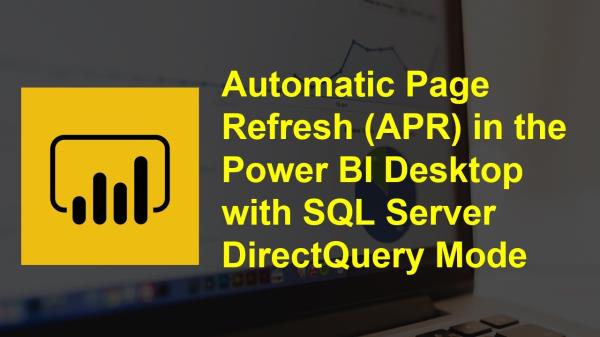 Automatic Page
Refresh (APR) in the
Power BI Desktop
with SQL Server
DirectQuery Mode